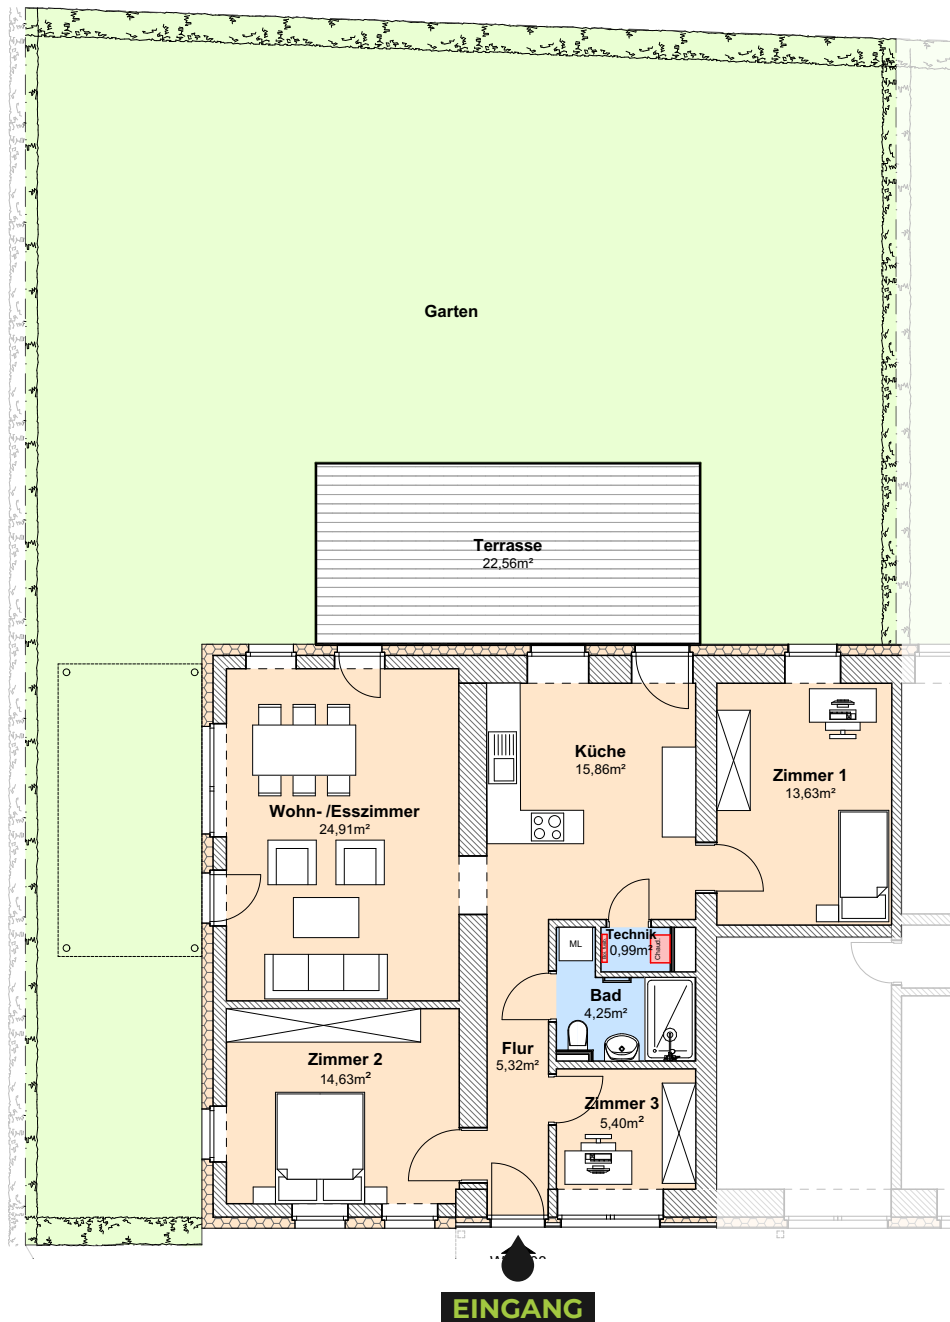 Garten
Terrasse
22,56m²
Küche
15,86m²
Zimmer 1
13,63m²
Wohn- /Esszimmer
24,91m²
ML
Technik
0,99m²
Chaud.
Bad
4,25m²
Flur
5,32m²
Zimmer 2
14,63m²
Zimmer 3
5,40m²
EINGANG